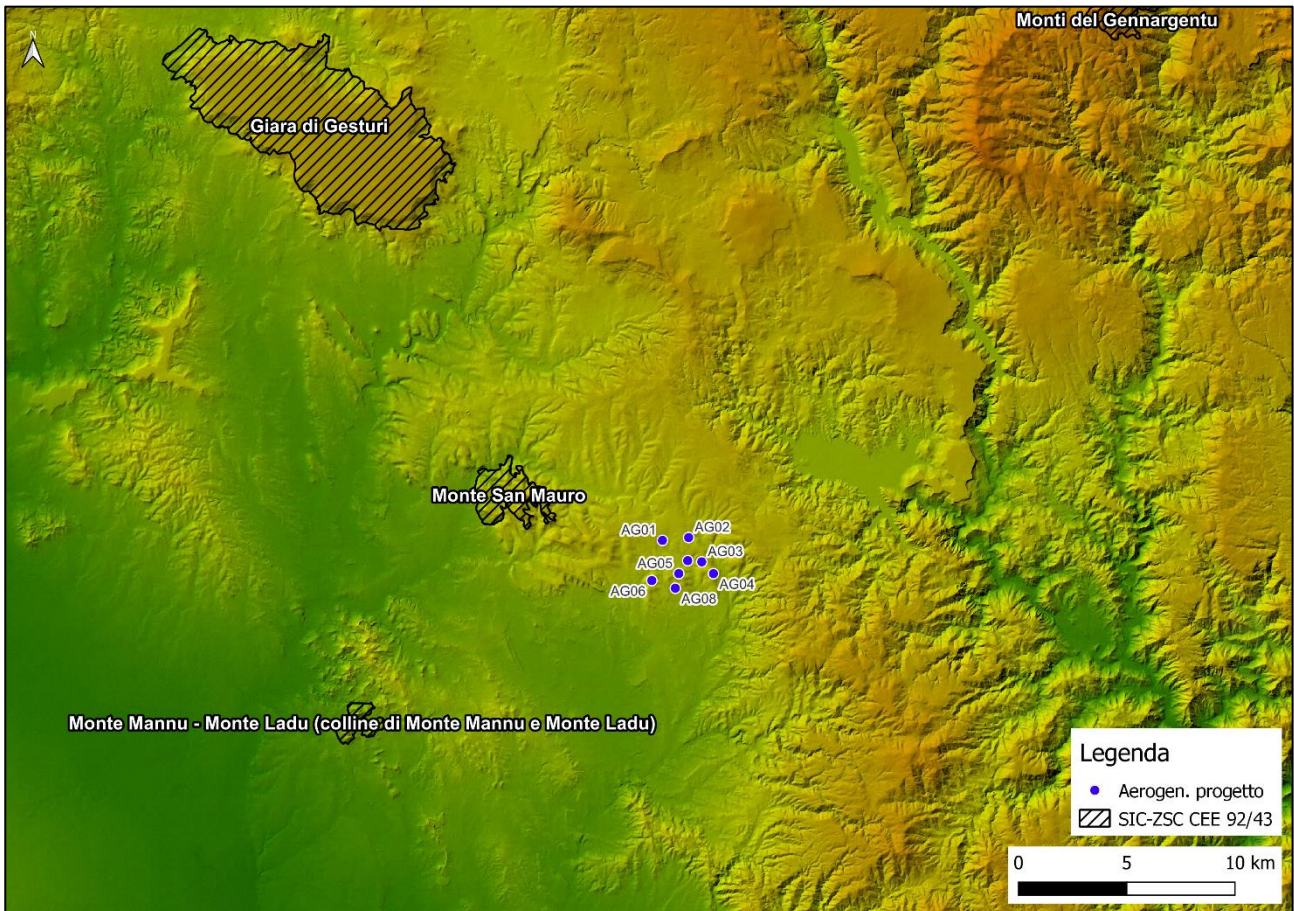 Monti del Gennargentu
N
Giara di Gesturi
Monte San Mauro
AG01
AG02
AG05
AG03
AG06
AG04
AG08
Monte Mannu - Monte Ladu (colline di Monte Mannu e Monte Ladu)
Legenda
Aerogen. progetto
SIC-ZSC CEE 92/43
0 5 10 km